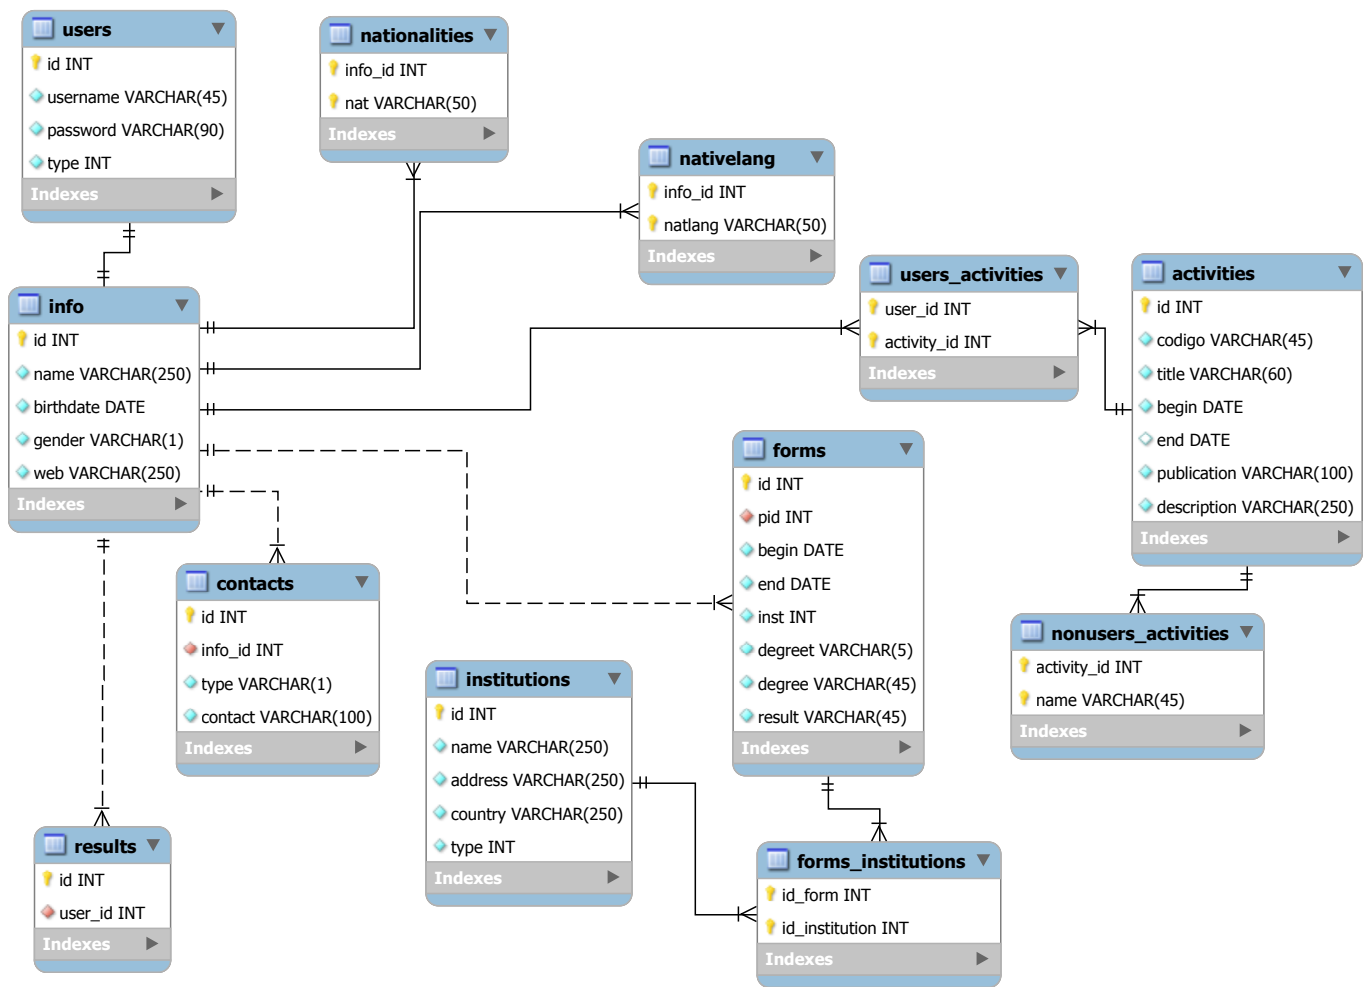 users
id INT
username VARCHAR(45)
password VARCHAR(90)
type INT
Indexes
nationalities
info_id INT
nat VARCHAR(50)
Indexes
nativelang
info_id INT
natlang VARCHAR(50)
Indexes
users_activities
user_id INT
activity_id INT
Indexes
activities
id INT
codigo VARCHAR(45)
title VARCHAR(60)
begin DATE
end DATE
publication VARCHAR(100)
description VARCHAR(250)
Indexes
info
id INT
name VARCHAR(250)
birthdate DATE
gender VARCHAR(1)
web VARCHAR(250)
Indexes
forms
id INT
pid INT
begin DATE
end DATE
inst INT
degreet VARCHAR(5)
degree VARCHAR(45)
result VARCHAR(45)
Indexes
contacts
id INT
info_id INT
type VARCHAR(1)
contact VARCHAR(100)
Indexes
nonusers_activities
activity_id INT
name VARCHAR(45)
Indexes
institutions
id INT
name VARCHAR(250)
address VARCHAR(250)
country VARCHAR(250)
type INT
Indexes
results
id INT
user_id INT
Indexes
forms_institutions
id_form INT
id_institution INT
Indexes